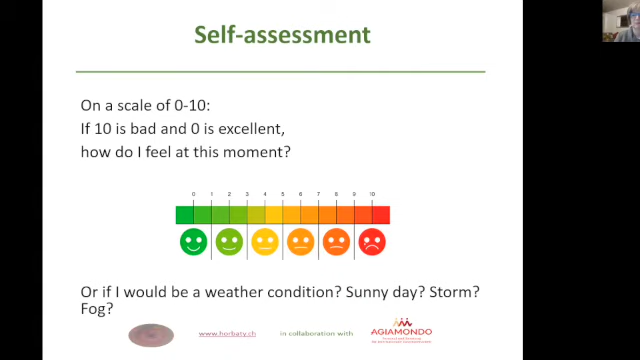 Self-assessment
On a scale of 0-10:
If 10 is bad and 0 is excellent,
how do I feel at this moment?
0 1 2 3 4 5 6 7 8 9 10
Or if I would be a weather condition? Sunny day? Storm?
Fog?
www.horbaty.ch in collaboration with AGIAMONDO